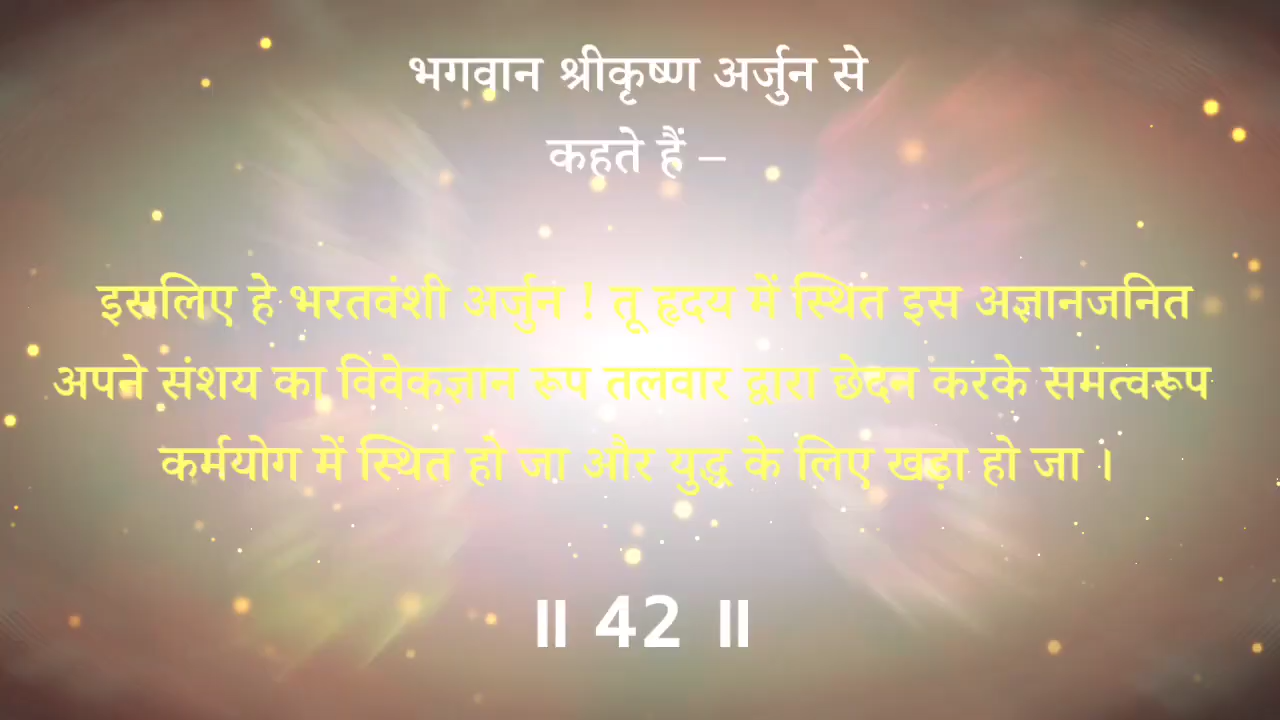 भगवान श्रीकृष्ण अर्जुन से
कहते हैं –
इसलिए हे भरतवंशी अर्जुन ! तू हृदय में स्थित इस अज्ञानजनित
अपने संशय का विवेकज्ञान रूप तलवार द्वारा छेदन करके समत्वरूप
कर्मयोग में स्थित हो जा और युद्ध के लिए खड़ा हो जा ।
॥ 42 ॥